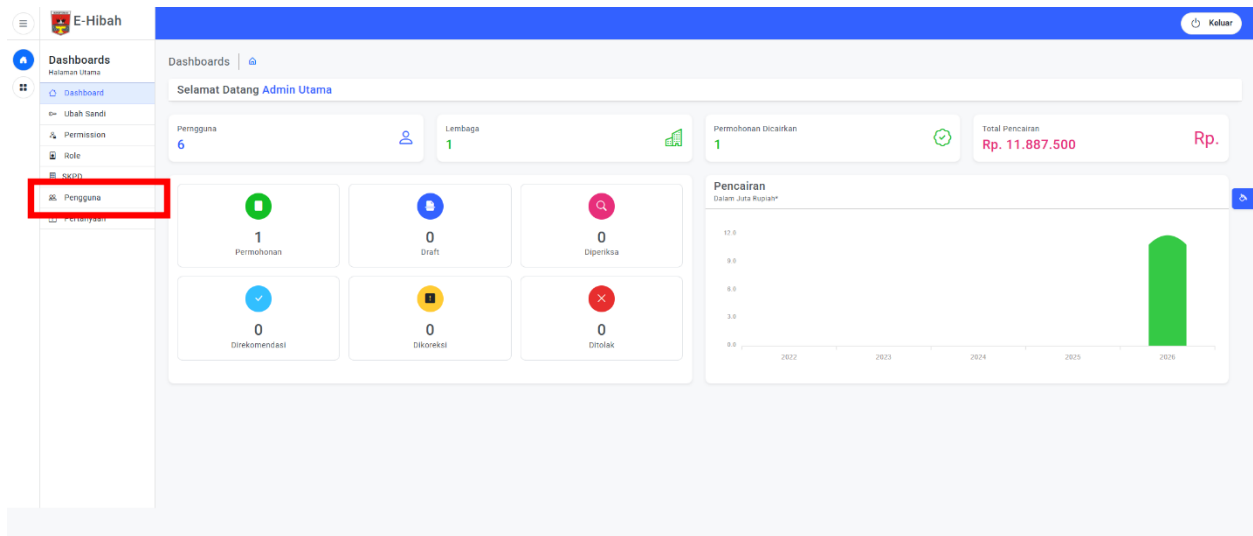 E-Hibah
Keluar
Dashboards
Halaman Utama
Dashboard
Ubah Sandi
Permission
Role
SKPD
Pengguna
Pertanyaan
Dashboards
Selamat Datang Admin Utama
Perngguna
6
Lembaga
1
Permohonan Dicairkan
1
Total Pencairan
Rp. 11.887.500
Rp.
1
Permohonan
0
Draft
0
Diperiksa
0
Direkomendasi
0
Dikoreksi
0
Ditolak
Pencairan
Dalam Juta Rupiah*
12.0
9.0
6.0
3.0
0.0
2022
2023
2024
2025
2026